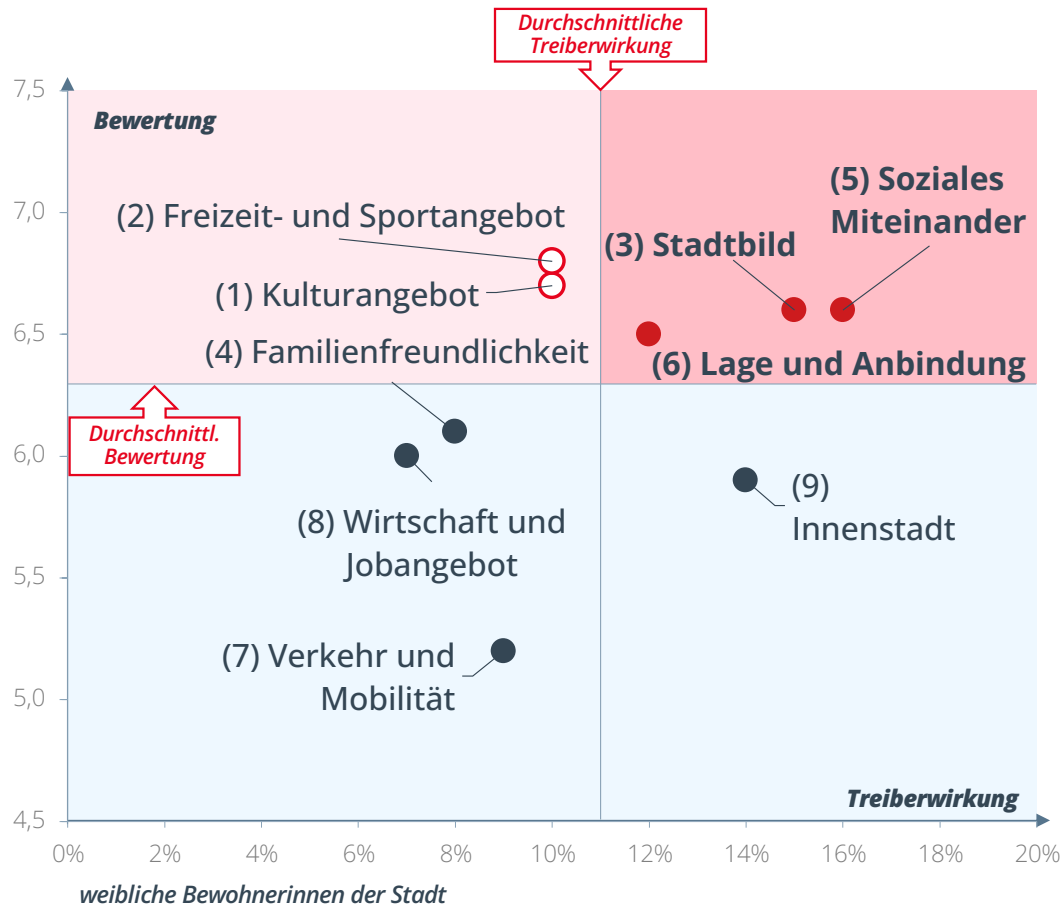 Durchschnittliche
Treiberwirkung
7,5
Bewertung
(5) Soziales
Miteinander
7,0
(2) Freizeit- und Sportangebot
(3) Stadtbild
(1) Kulturangebot
6,5
(4) Familienfreundlichkeit
(6) Lage und Anbindung
Durchschnittl.
Bewertung
6,0
(9)
Innenstadt
(8) Wirtschaft und
Jobangebot
5,5
(7) Verkehr und
Mobilität
5,0
Treiberwirkung
4,5
0% 2% 4% 6% 8% 10% 12% 14% 16% 18% 20%
weibliche Bewohnerinnen der Stadt